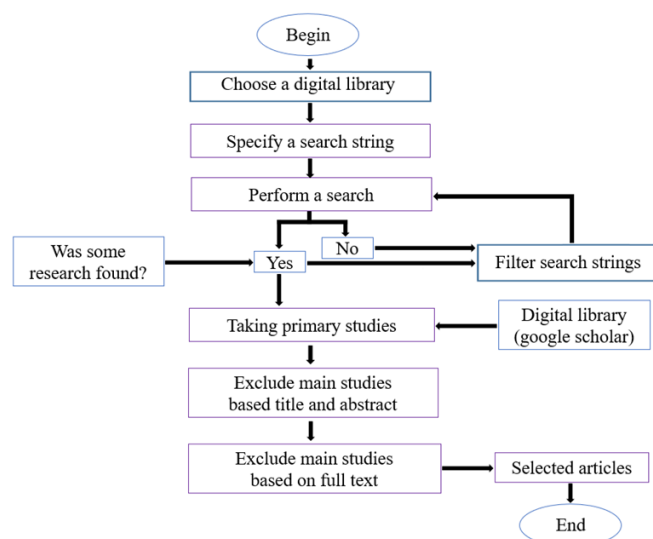 Begin
Choose a digital library
Specify a search string
Perform a search
No
Was some
research found?
Yes
Filter search strings
Taking primary studies
Digital library
(google scholar)
Exclude main studies
based title and abstract
Exclude main studies
based on full text
Selected articles
End